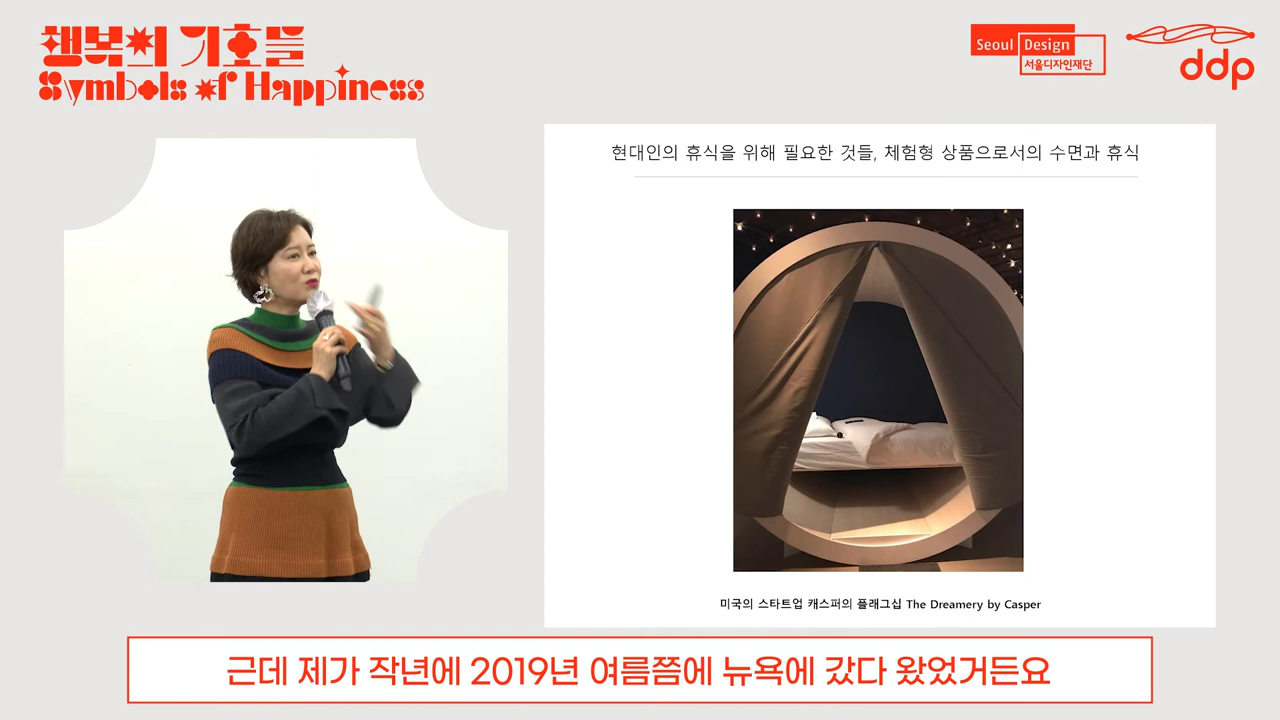 행복의 기호들
Symbols of Happiness
Seoul Design
서울디자인재단
ddp
현대인의 휴식을 위해 필요한 것들, 체험형 상품으로서의 수면과 휴식
미국의 스타트업 캐스퍼의 플래그십 The Dreamery by Casper
근데 제가 작년에 2019년 여름쯤에 뉴욕에 갔다 왔었거든요